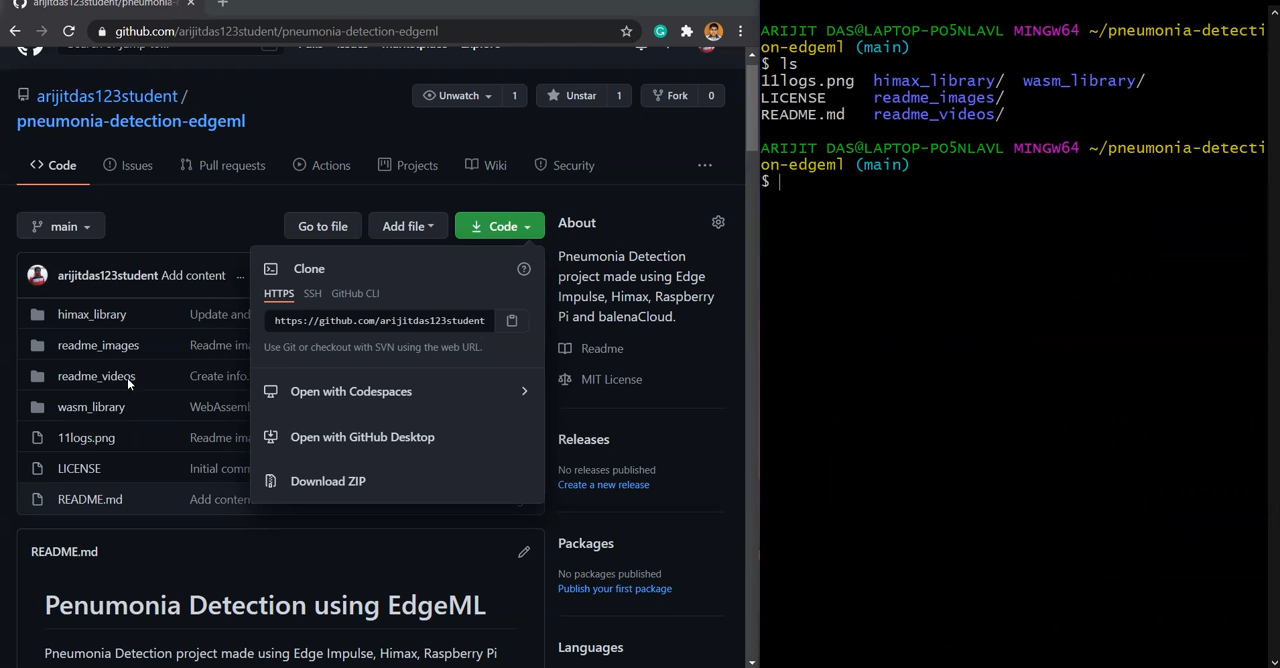 arijitdas123student/pneumonia-
github.com/arijitdas123student/pneumonia-detection-edgeml
arijitdas123student /
pneumonia-detection-edgeml
Unwatch 1
Unstar 1
Fork 0
Code
Issues
Pull requests
Actions
Projects
Wiki
Security
...
main
Go to file
Add file
Code
arijitdas123student Add content ...
himax_library Update and
readme_images Readme im
readme_videos Create info.
wasm_library WebAssem
11logs.png Readme im
LICENSE Initial comm
README.md Add conten
Clone
HTTPS SSH GitHub CLI
https://github.com/arijitdas123student
Use Git or checkout with SVN using the web URL.
Open with Codespaces
Open with GitHub Desktop
Download ZIP
About
Pneumonia Detection
project made using Edge
Impulse, Himax, Raspberry
Pi and balenaCloud.
Readme
MIT License
Releases
No releases published
Create a new release
Packages
No packages published
Publish your first package
Languages
README.md
Penumonia Detection using EdgeML
Pneumonia Detection project made using Edge Impulse, Himax, Raspberry Pi
ARIJIT DAS@LAPTOP-PO5NLAVL MINGW64 ~/pneumonia-detecti
on-edgeml (main)
$ ls
11logs.png himax_library/ wasm_library/
LICENSE readme_images/
README.md readme_videos/
ARIJIT DAS@LAPTOP-PO5NLAVL MINGW64 ~/pneumonia-detecti
on-edgeml (main)
$